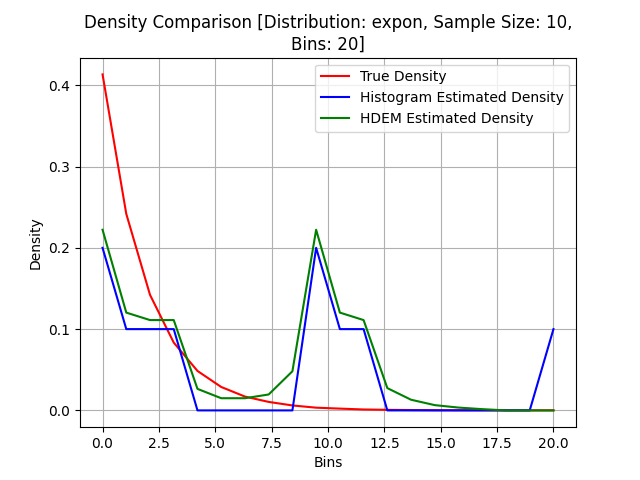 Density Comparison [Distribution: expon, Sample Size: 10,
Bins: 20]
True Density
Histogram Estimated Density
HDEM Estimated Density
Density
0.4
0.3
0.2
0.1
0.0
0.0 2.5 5.0 7.5 10.0 12.5 15.0 17.5 20.0
Bins